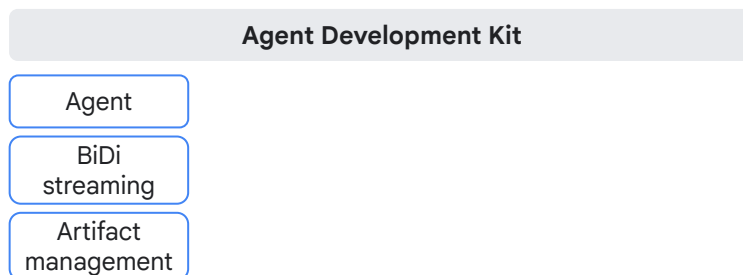 Agent Development Kit
Agent
BiDi
streaming
Artifact
management